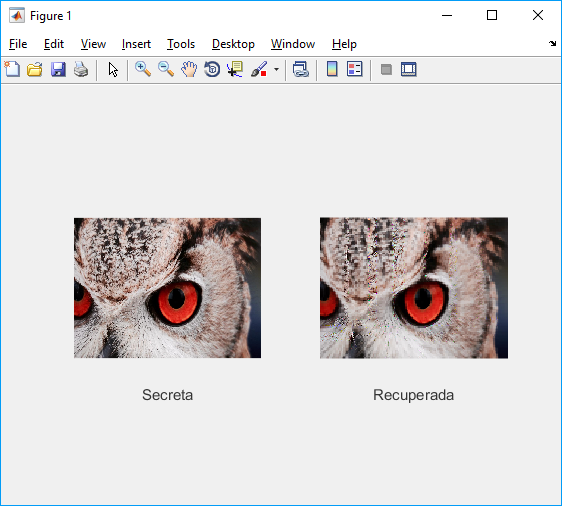 Figure 1
File Edit View Insert Tools Desktop Window Help
Secreta Recuperada